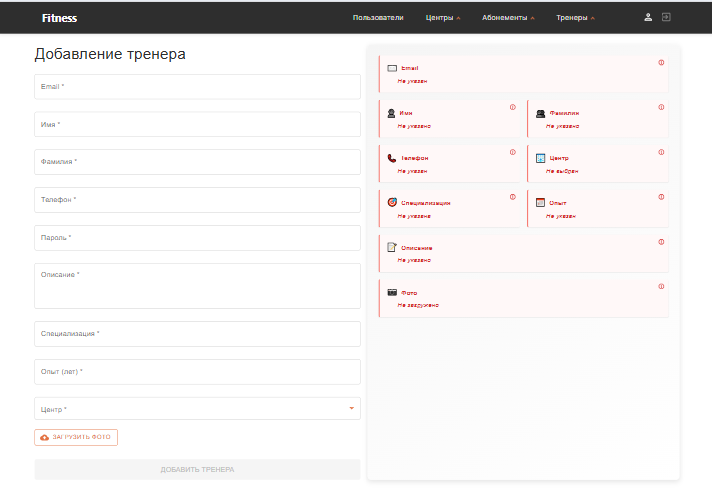 Fitness
Пользователи
Центры
Абонементы
Тренеры
Добавление тренера
Email *
Имя *
Фамилия *
Телефон *
Пароль *
Описание *
Специализация *
Опыт (лет) *
Центр *
ЗАГРУЗИТЬ ФОТО
ДОБАВИТЬ ТРЕНЕРА
Email
Не указан
Имя
Не указано
Фамилия
Не указано
Телефон
Не указан
Центр
Не выбран
Специализация
Не указана
Опыт
Не указан
Описание
Не указано
Фото
Не загружено